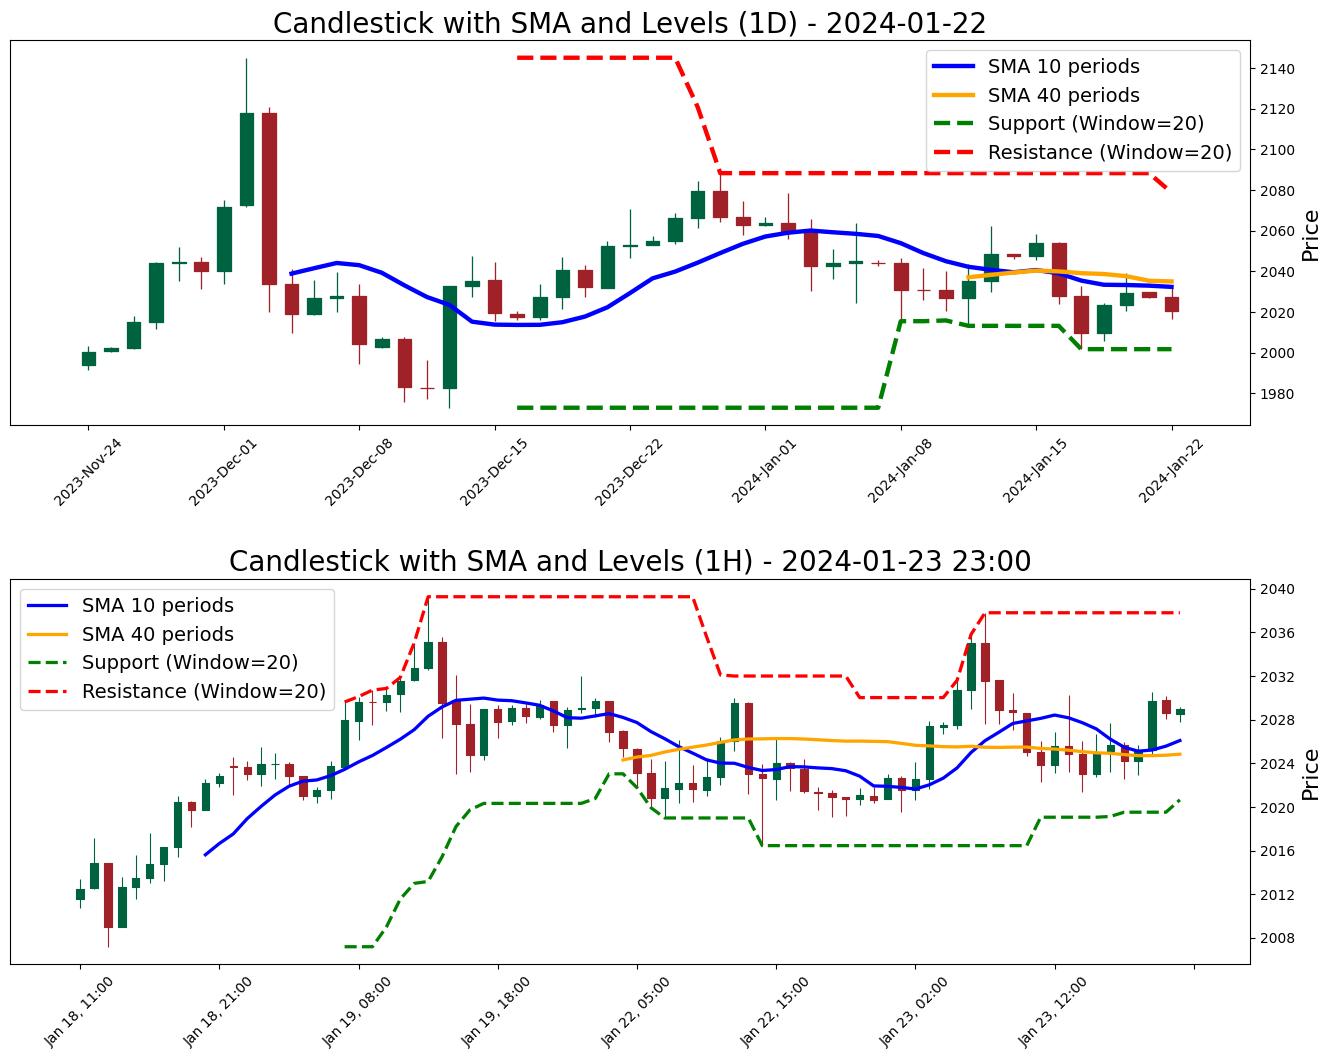 Candlestick with SMA and Levels (1D) - 2024-01-22
SMA 10 periods
SMA 40 periods
Support (Window=20)
Resistance (Window=20)
2140
2120
2100
2080
2060
2040
2020
2000
1980
Price
2023-Nov-24
2023-Dec-01
2023-Dec-08
2023-Dec-15
2023-Dec-22
2024-Jan-01
2024-Jan-08
2024-Jan-15
2024-Jan-22
Candlestick with SMA and Levels (1H) - 2024-01-23 23:00
SMA 10 periods
SMA 40 periods
Support (Window=20)
Resistance (Window=20)
2040
2036
2032
2028
2024
2020
2016
2012
2008
Price
Jan 18, 11:00
Jan 18, 21:00
Jan 19, 08:00
Jan 19, 18:00
Jan 22, 05:00
Jan 22, 15:00
Jan 23, 02:00
Jan 23, 12:00